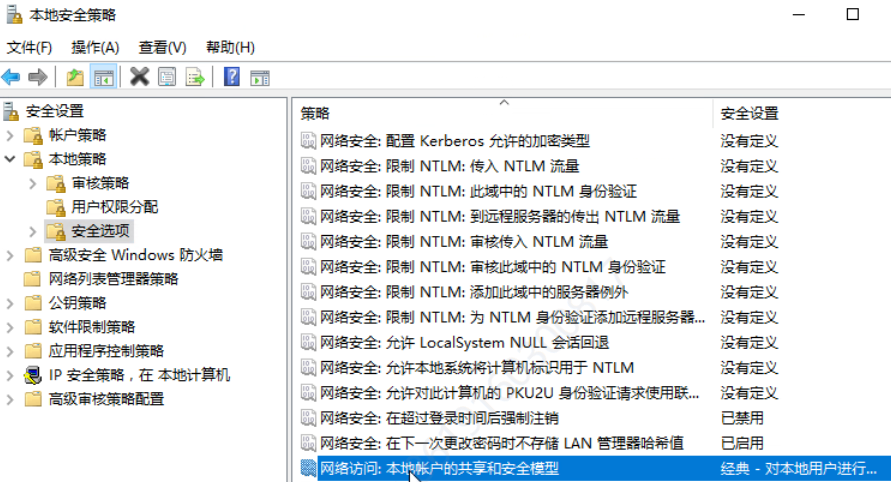 本地安全策略
文件(F) 操作(A) 查看(V) 帮助(H)
安全设置
帐户策略
本地策略
审核策略
用户权限分配
安全选项
高级安全 Windows 防火墙
网络列表管理器策略
公钥策略
软件限制策略
应用程序控制策略
IP 安全策略，在 本地计算机
高级审核策略配置
策略 安全设置
网络安全: 配置 Kerberos 允许的加密类型 没有定义
网络安全: 限制 NTLM: 传入 NTLM 流量 没有定义
网络安全: 限制 NTLM: 此域中的 NTLM 身份验证 没有定义
网络安全: 限制 NTLM: 到远程服务器的传出 NTLM 流量 没有定义
网络安全: 限制 NTLM: 审核传入 NTLM 流量 没有定义
网络安全: 限制 NTLM: 审核此域中的 NTLM 身份验证 没有定义
网络安全: 限制 NTLM: 添加此域中的服务器例外 没有定义
网络安全: 限制 NTLM: 为 NTLM 身份验证添加远程服务器... 没有定义
网络安全: 允许 LocalSystem NULL 会话回退 没有定义
网络安全: 允许本地系统将计算机标识用于 NTLM 没有定义
网络安全: 允许对此计算机的 PKU2U 身份验证请求使用联... 没有定义
网络安全: 在超过登录时间后强制注销 已禁用
网络安全: 在下一次更改密码时不存储 LAN 管理器哈希值 已启用
网络访问: 本地帐户的共享和安全模型 经典 - 对本地用户进行...